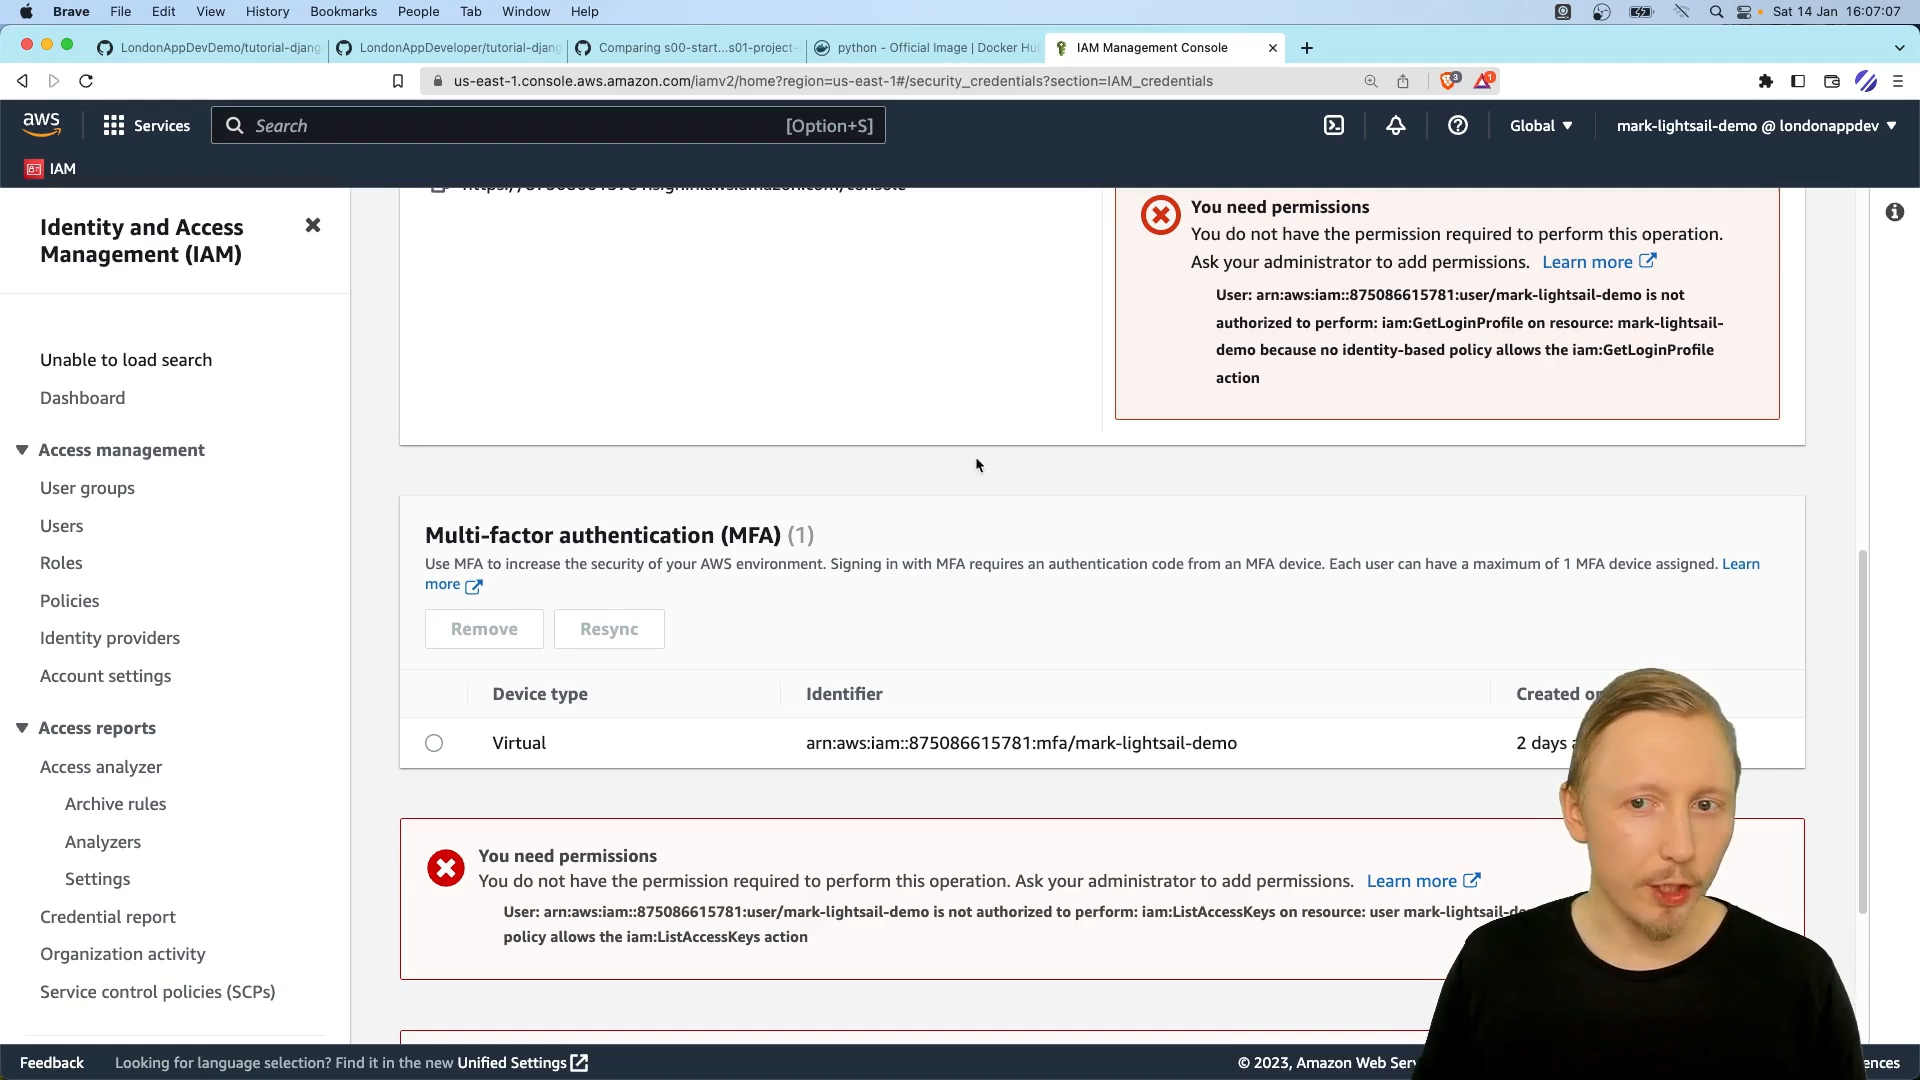 Brave File Edit View History Bookmarks People Tab Window Help Sat 14 Jan 16:07:07
LondonAppDevDemo/tutorial-djang LondonAppDeveloper/tutorial-djang Comparing s00-start...s01-project- python - Official Image | Docker Hu IAM Management Console
us-east-1.console.aws.amazon.com/iamv2/home?region=us-east-1#/security_credentials?section=IAM_credentials 3 1
aws Services Search [Option+S] Global mark-lightsail-demo @ londonappdev
IAM
Identity and Access
Management (IAM)
Unable to load search
Dashboard
Access management
User groups
Users
Roles
Policies
Identity providers
Account settings
Access reports
Access analyzer
Archive rules
Analyzers
Settings
Credential report
Organization activity
Service control policies (SCPs)
You need permissions
You do not have the permission required to perform this operation.
Ask your administrator to add permissions. Learn more
User: arn:aws:iam::875086615781:user/mark-lightsail-demo is not
authorized to perform: iam:GetLoginProfile on resource: mark-lightsail-
demo because no identity-based policy allows the iam:GetLoginProfile
action
Multi-factor authentication (MFA) (1)
Use MFA to increase the security of your AWS environment. Signing in with MFA requires an authentication code from an MFA device. Each user can have a maximum of 1 MFA device assigned. Learn
more
Remove Resync
Device type Identifier Created
Virtual arn:aws:iam::875086615781:mfa/mark-lightsail-demo 2 days
You need permissions
You do not have the permission required to perform this operation. Ask your administrator to add permissions. Learn more
User: arn:aws:iam::875086615781:user/mark-lightsail-demo is not authorized to perform: iam:ListAccessKeys on resource: user
policy allows the iam:ListAccessKeys action
Feedback Looking for language selection? Find it in the new Unified Settings © 2023, Amazon Web